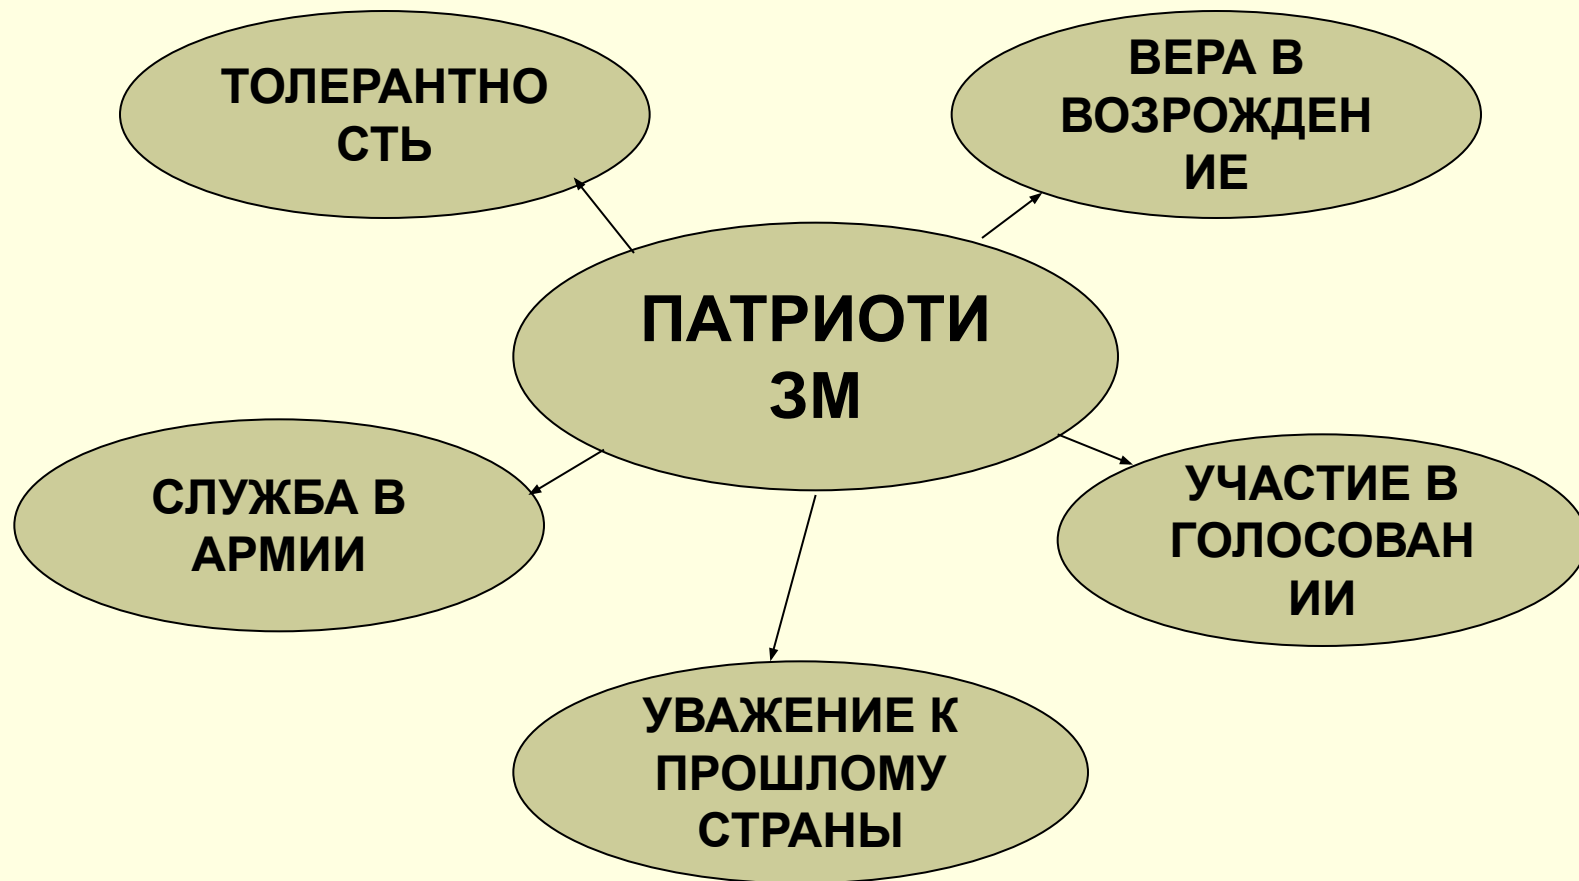 ТОЛЕРАНТНО
СТЬ
ВЕРА В
ВОЗРОЖДЕН
ИЕ
ПАТРИОТИ
ЗМ
СЛУЖБА В
АРМИИ
УЧАСТИЕ В
ГОЛОСОВАН
ИИ
УВАЖЕНИЕ К
ПРОШЛОМУ
СТРАНЫ